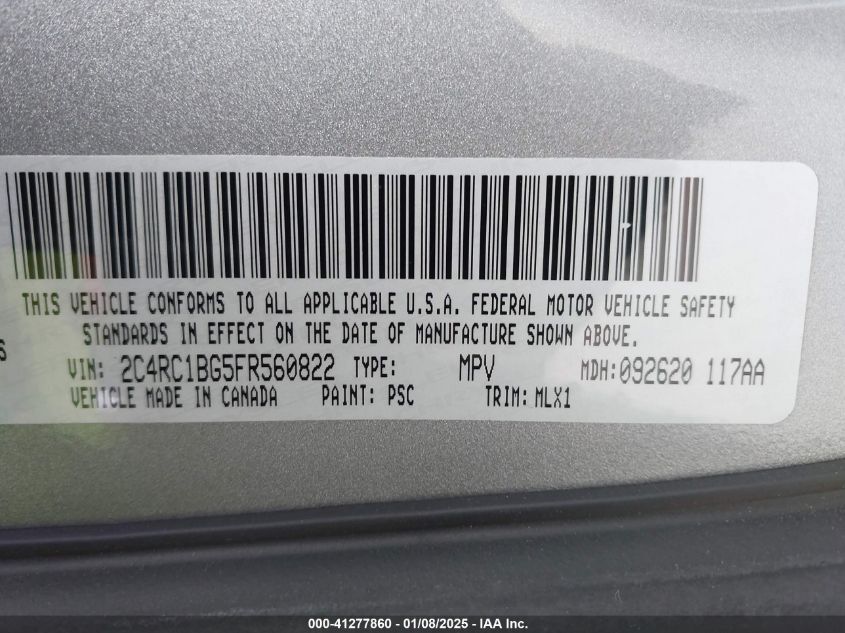 THIS VEHICLE CONFORMS TO ALL APPLICABLE U.S.A. FEDERAL MOTOR VEHICLE SAFETY
STANDARDS IN EFFECT ON THE DATE OF MANUFACTURE SHOWN ABOVE.
S
VIN: 2C4RC1BG5FR560822 TYPE: MPV MDH:092620 117AA
VEHICLE MADE IN CANADA PAINT: PSC TRIM: MLX1
000-41277860 - 01/08/2025 - IAA Inc.